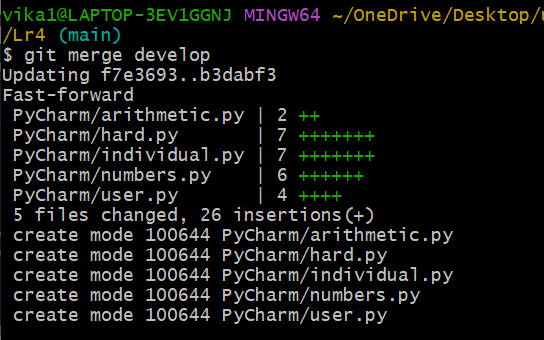 vika1@LAPTOP-3EV1GGNJ MINGW64 ~/OneDrive/Desktop/
/Lr4 (main)
$ git merge develop
Updating f7e3693..b3dabf3
Fast-forward
 PyCharm/arithmetic.py | 2 ++
 PyCharm/hard.py       | 7 +++++++
 PyCharm/individual.py | 7 +++++++
 PyCharm/numbers.py    | 6 ++++++
 PyCharm/user.py       | 4 ++++
 5 files changed, 26 insertions(+)
 create mode 100644 PyCharm/arithmetic.py
 create mode 100644 PyCharm/hard.py
 create mode 100644 PyCharm/individual.py
 create mode 100644 PyCharm/numbers.py
 create mode 100644 PyCharm/user.py